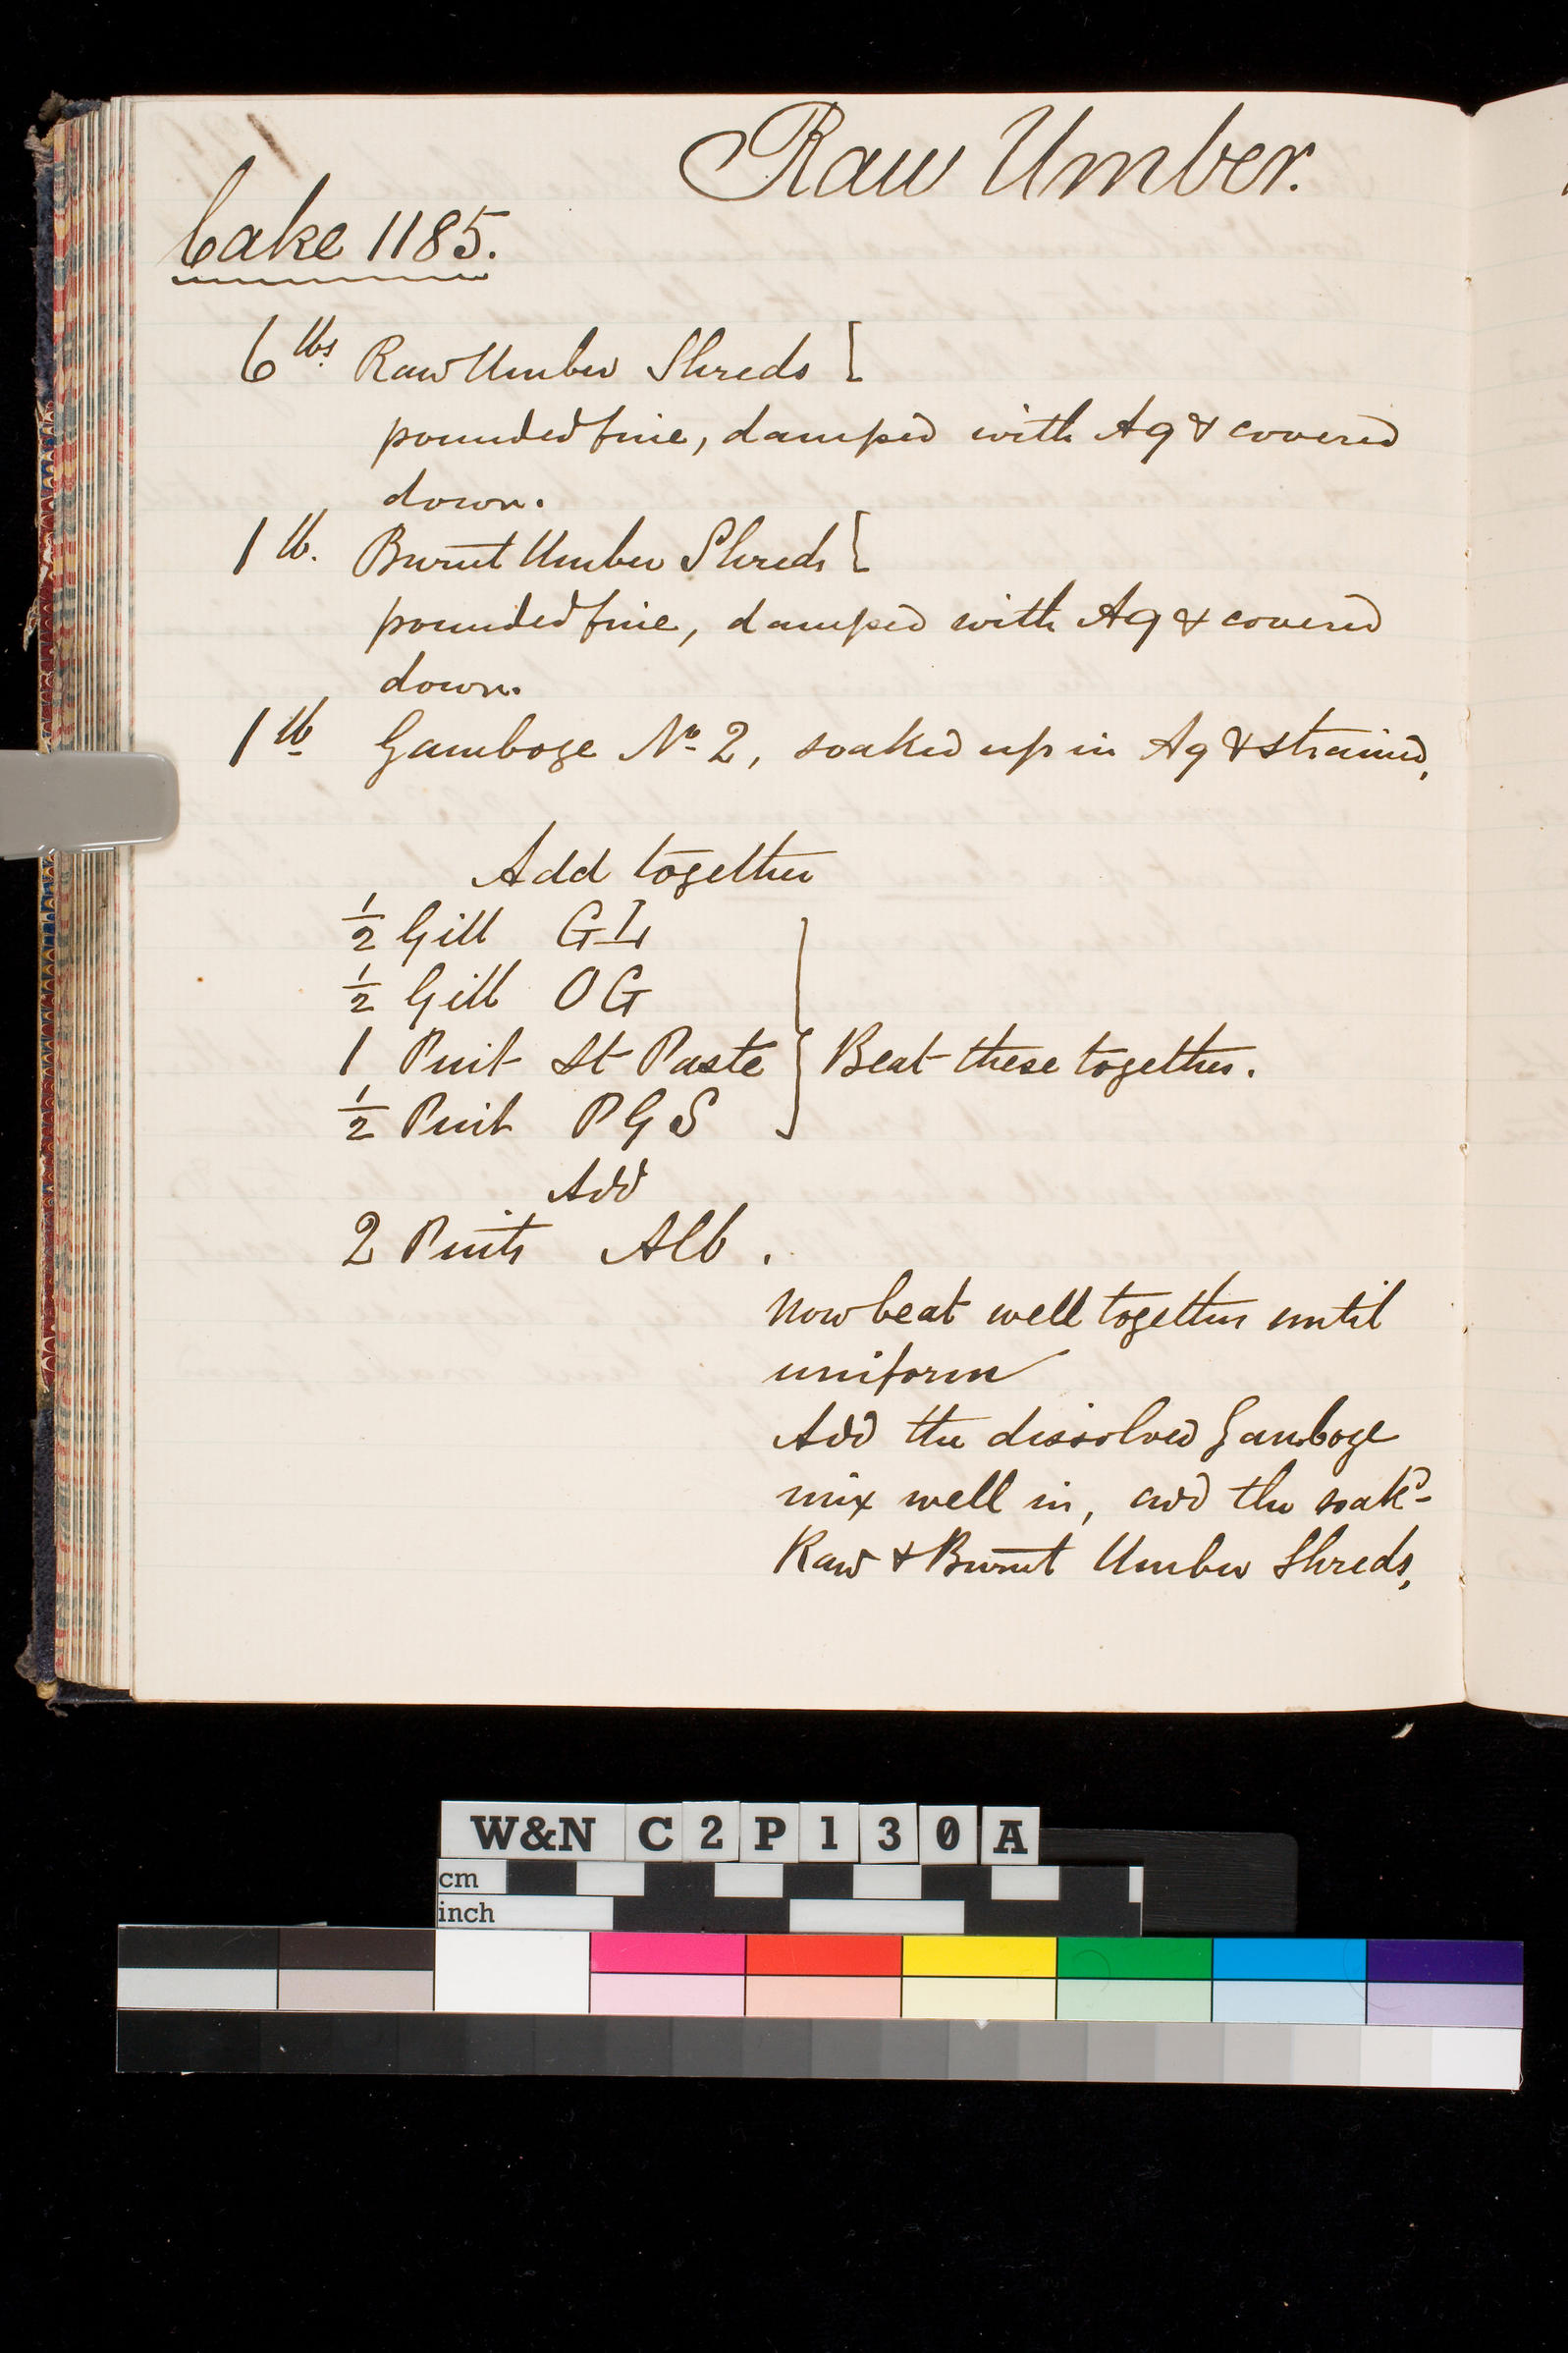 Raw Umber.
Cake 1185.
6 lbs. Raw Umber Shreds {
pounded fine, damped with Aq & covered
down.
1 lb. Burnt Umber Shreds {
pounded fine, damped with Aq & covered
down.
1 lb Gamboge No 2, soaked up in Aq & strained,
Add together
1/2 Gill GL
1/2 Gill OG
1 Pint St Paste } Beat these together.
1/2 Pint PGS
Add
2 Pints Alb.
Now beat well together until
uniform
Add the dissolved Gamboge
mix well in, add the soakd
Raw & Burnt Umber Shreds,
W&N C2P130A
cm
inch